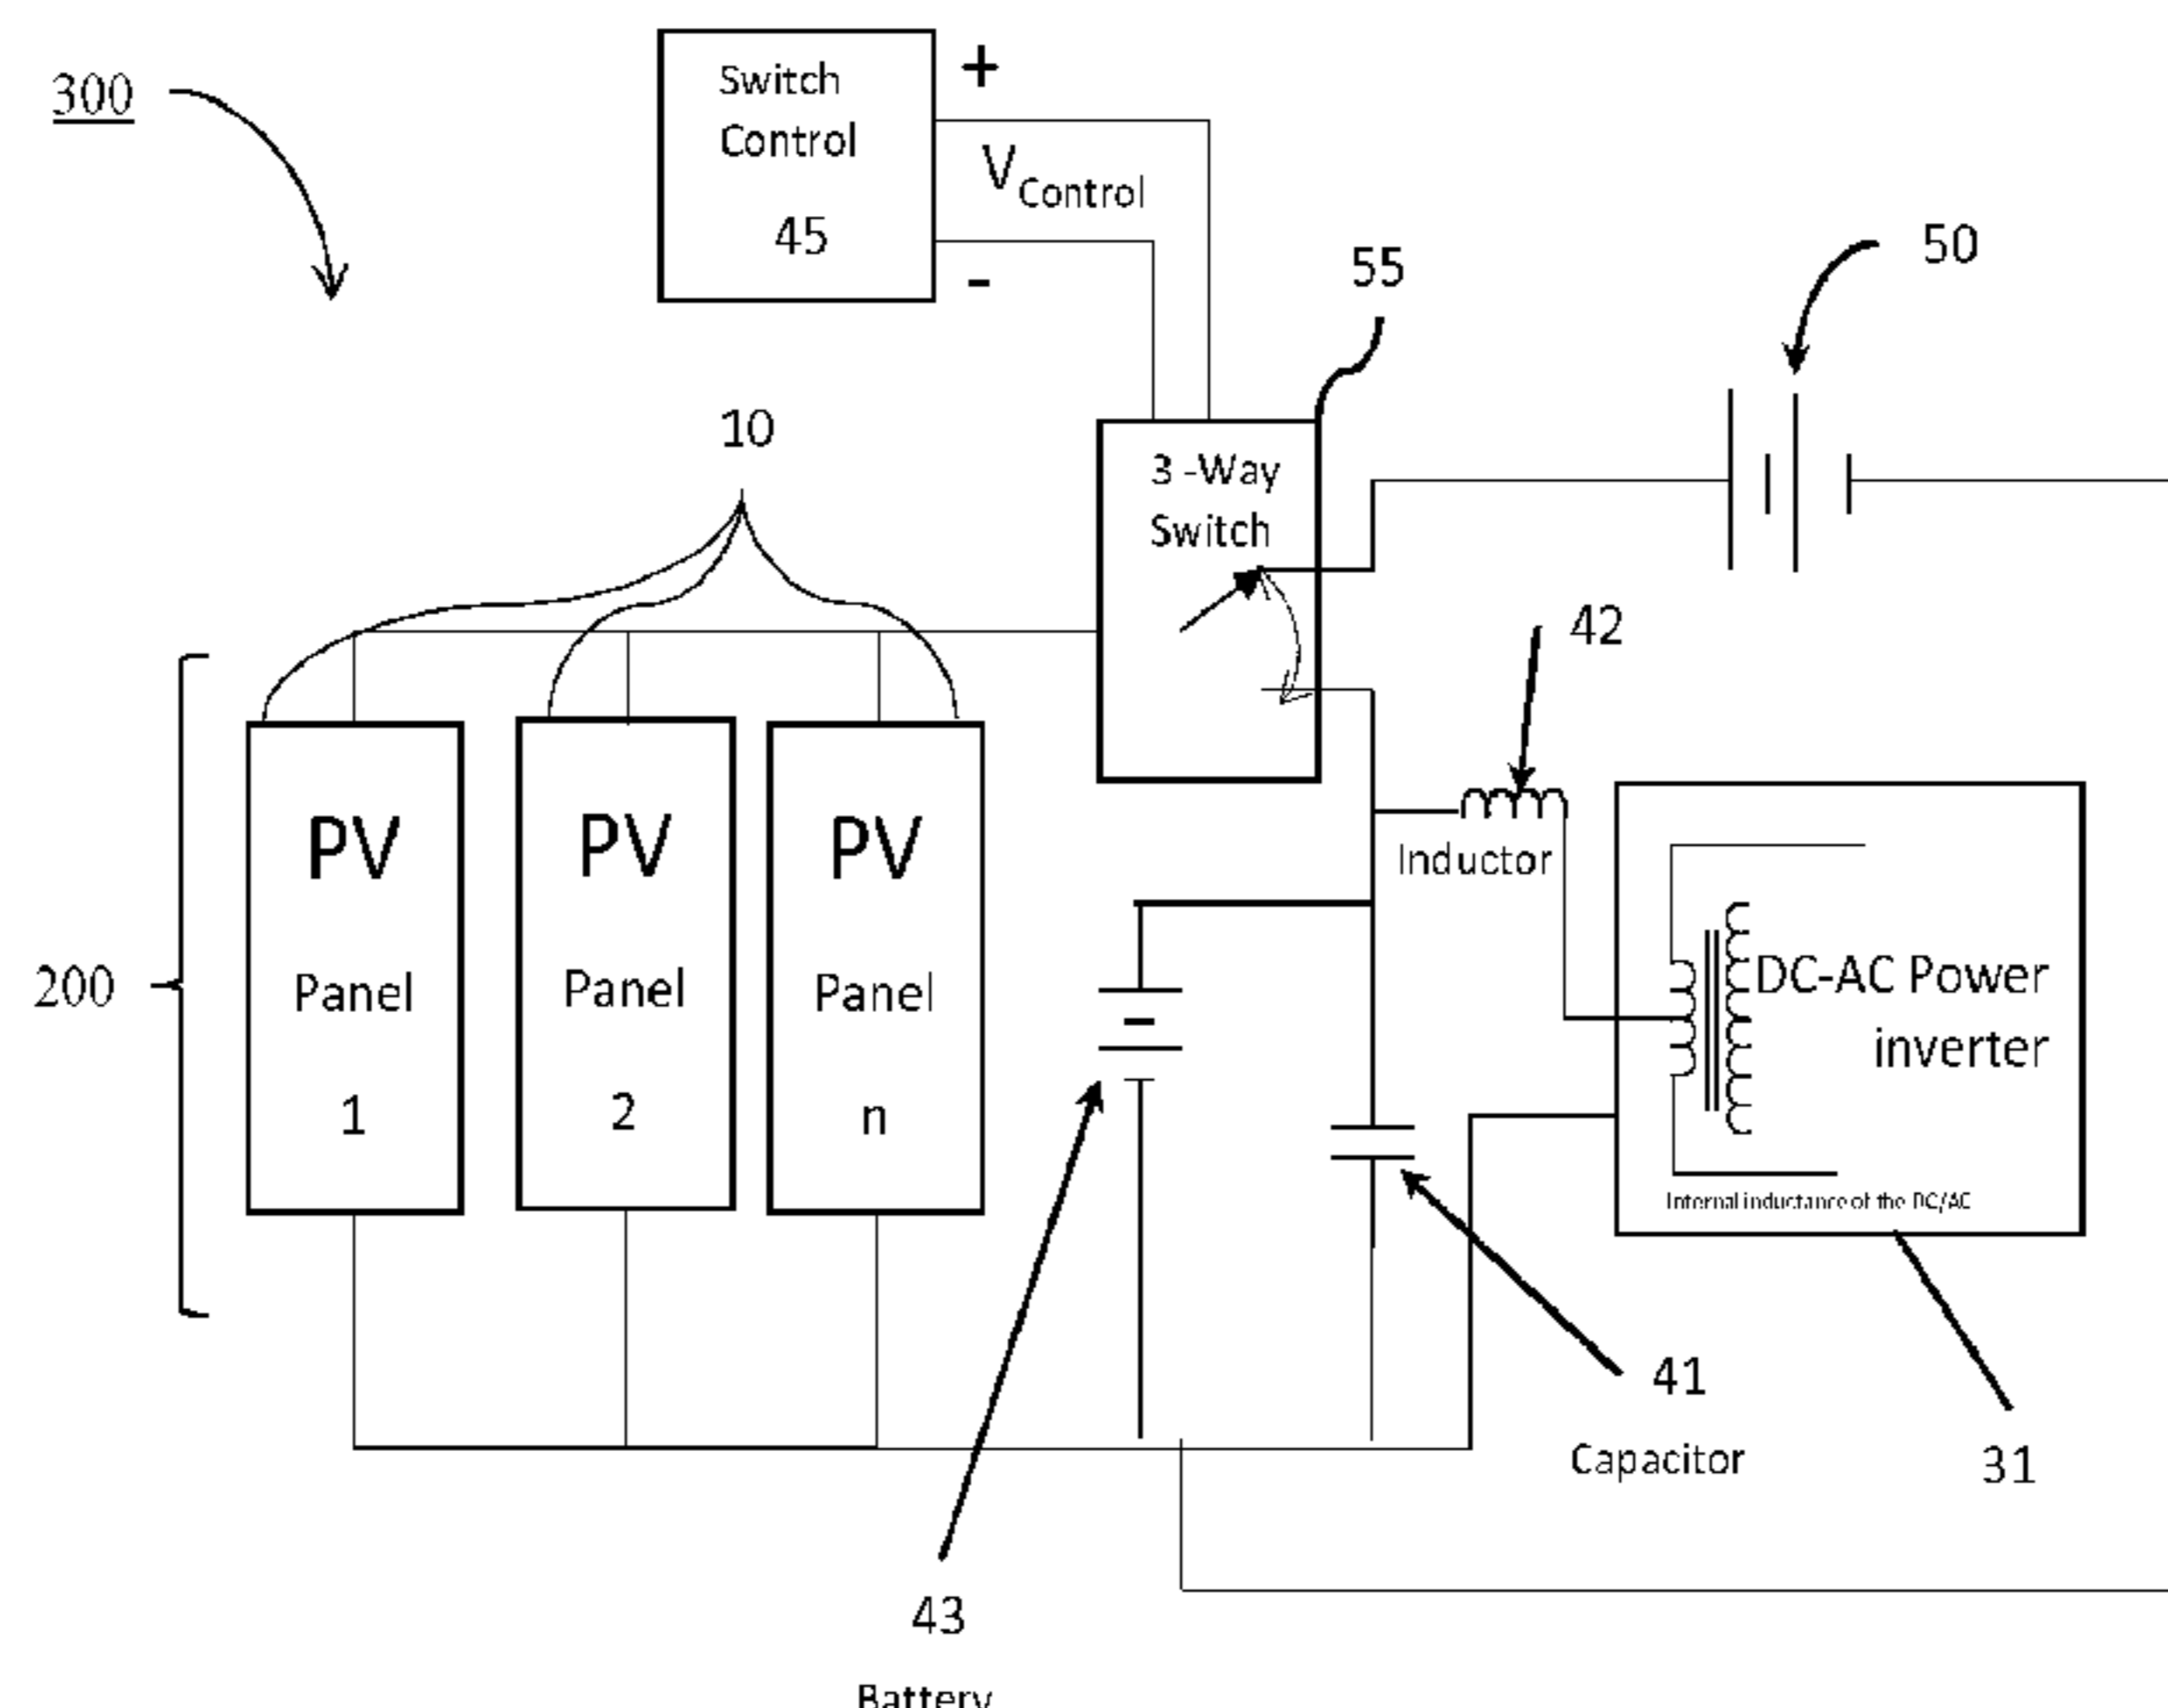 300
Switch
Control
45
+
VControl
-
55
50
10
3 -Way
Switch
42
Inductor
200
PV
Panel
1
PV
Panel
2
PV
Panel
n
DC-AC Power
inverter
Internal inductance of the DC/AC
41
Capacitor
31
43
Battery